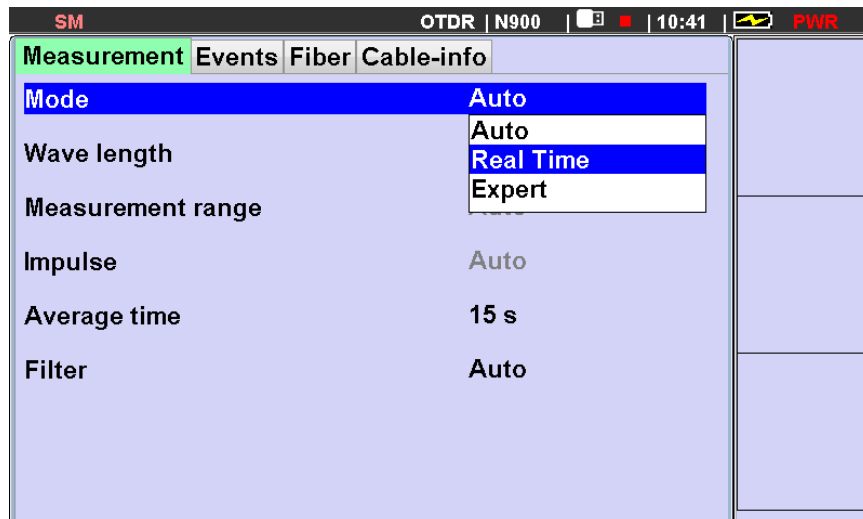 SM OTDR | N900 | | 10:41 | PWR
Measurement Events Fiber Cable-info
Mode Auto
Auto
Wave length
Real Time
Expert
Measurement range
Impulse Auto
Average time 15 s
Filter Auto